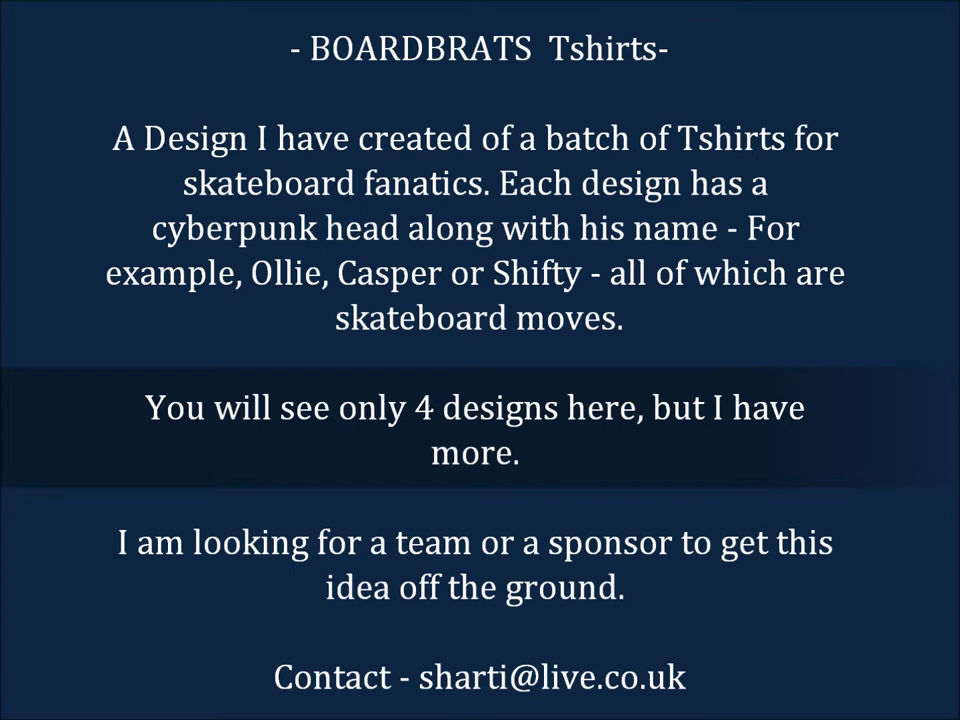 - BOARDBRATS  Tshirts-
A Design I have created of a batch of Tshirts for
skateboard fanatics. Each design has a
cyberpunk head along with his name - For
example, Ollie, Casper or Shifty - all of which are
skateboard moves.
You will see only 4 designs here, but I have
more.
I am looking for a team or a sponsor to get this
idea off the ground.
Contact - sharti@live.co.uk